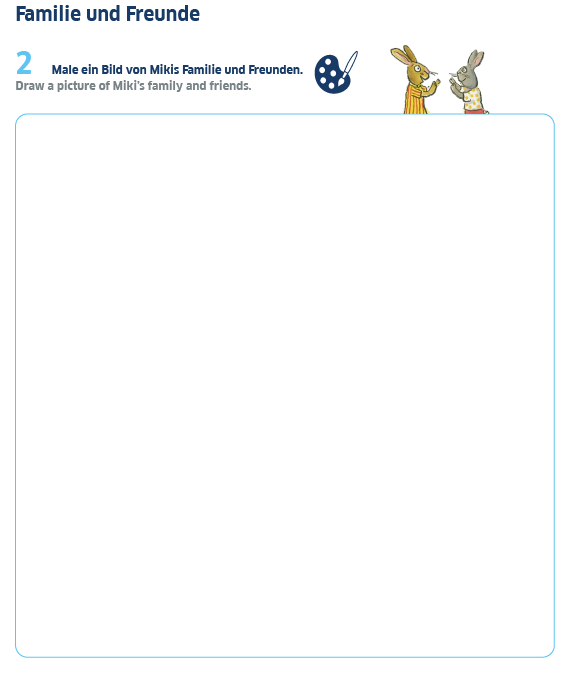 Familie und Freunde
2 Male ein Bild von Mikis Familie und Freunden.
Draw a picture of Miki's family and friends.